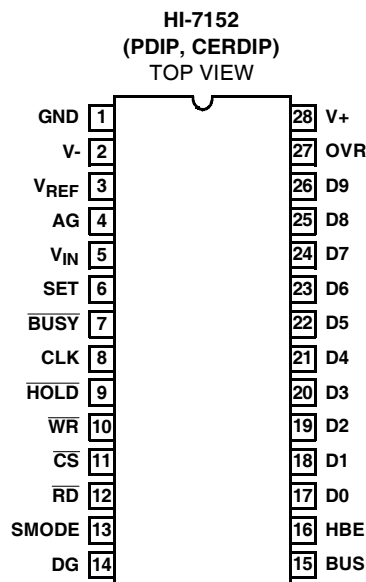 HI-7152
(PDIP, CERDIP)
TOP VIEW
GND 1 28 V+
V- 2 27 OVR
VREF 3 26 D9
AG 4 25 D8
VIN 5 24 D7
SET 6 23 D6
BUSY 7 22 D5
CLK 8 21 D4
HOLD 9 20 D3
WR 10 19 D2
CS 11 18 D1
RD 12 17 D0
SMODE 13 16 HBE
DG 14 15 BUS